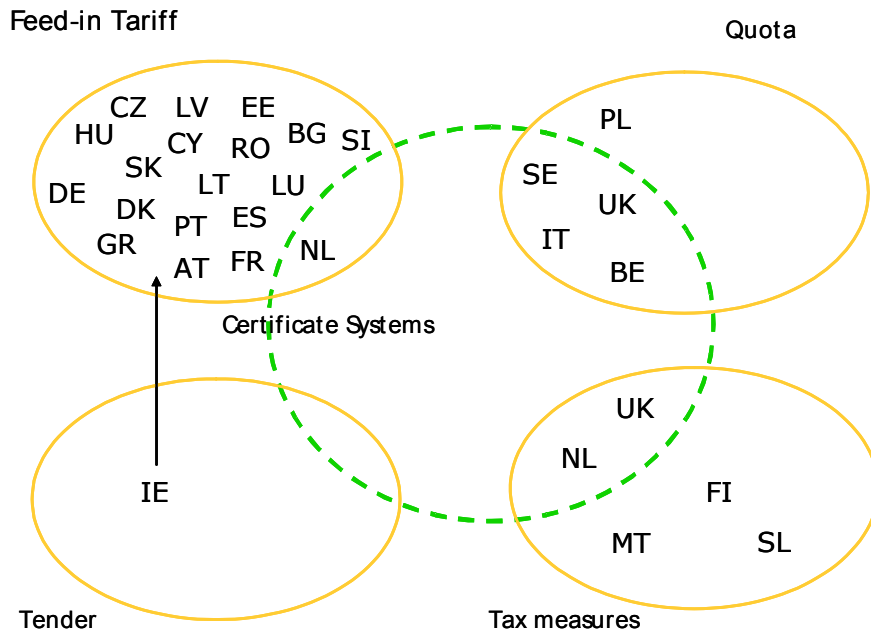 Feed-in Tariff
Quota
CZ LV EE
HU CY RO BG SI
SK
DE LT LU
DK PT ES
GR AT FR NL
PL
SE UK
IT
BE
Certificate Systems
UK
NL
IE FI
MT SL
Tender Tax measures